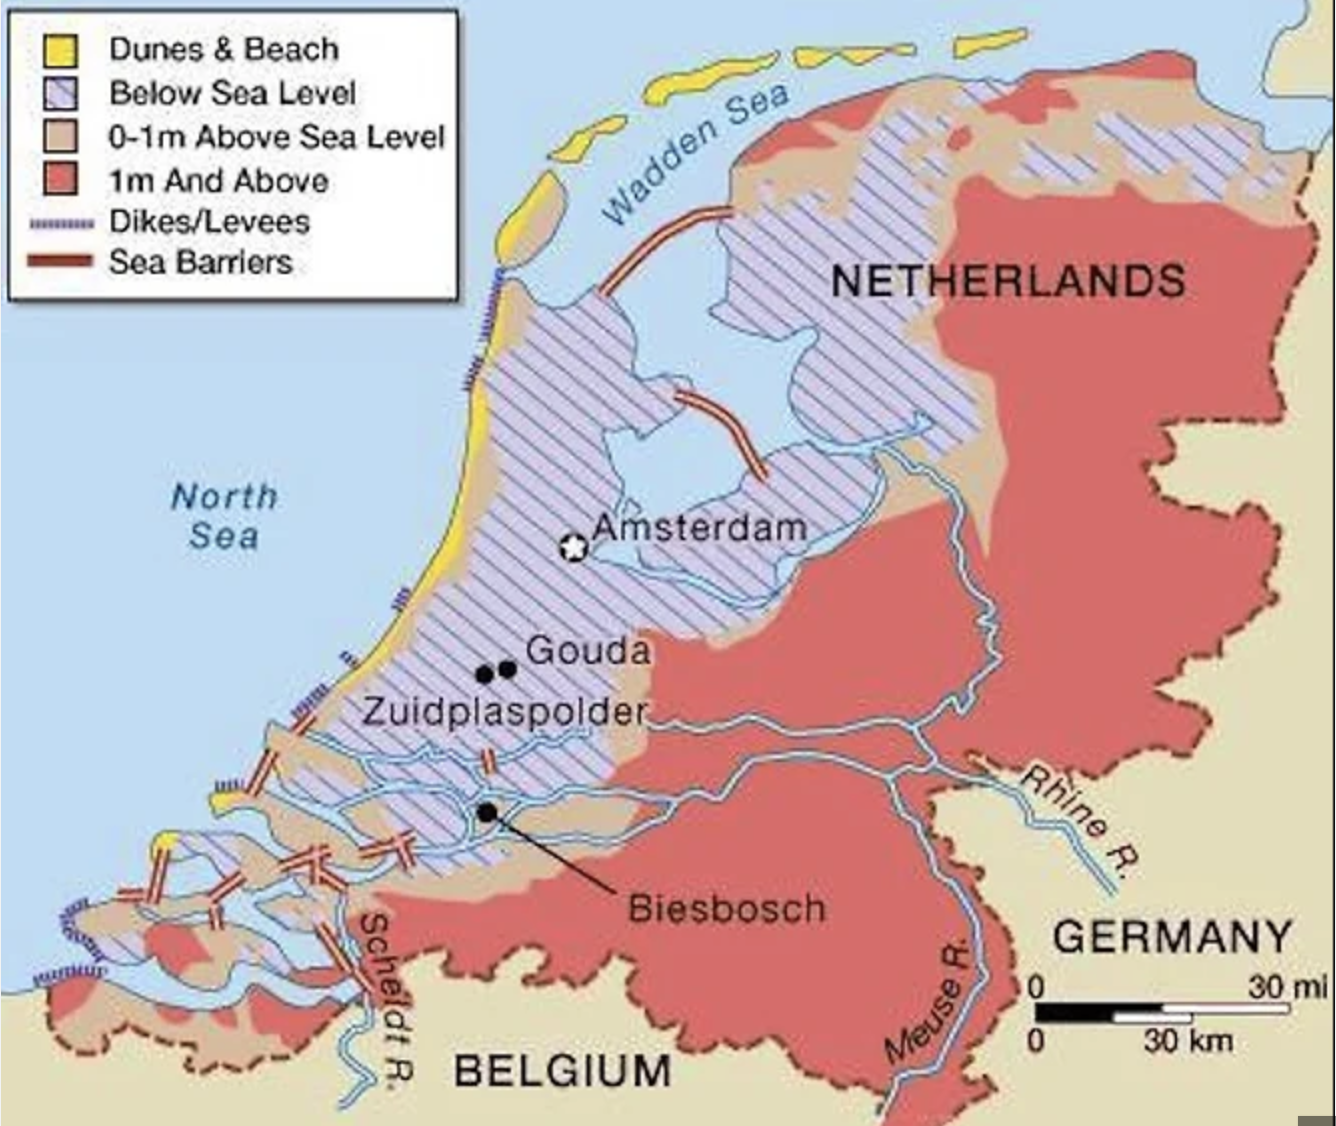 Dunes & Beach
Below Sea Level
0-1m Above Sea Level
1m And Above
Dikes/Levees
Sea Barriers
Wadden Sea
NETHERLANDS
North
Sea
Amsterdam
Gouda
Zuidplaspolder
Rhine R.
Biesbosch
Scheldt R.
Meuse R.
GERMANY
BELGIUM
0 30 mi
0 30 km